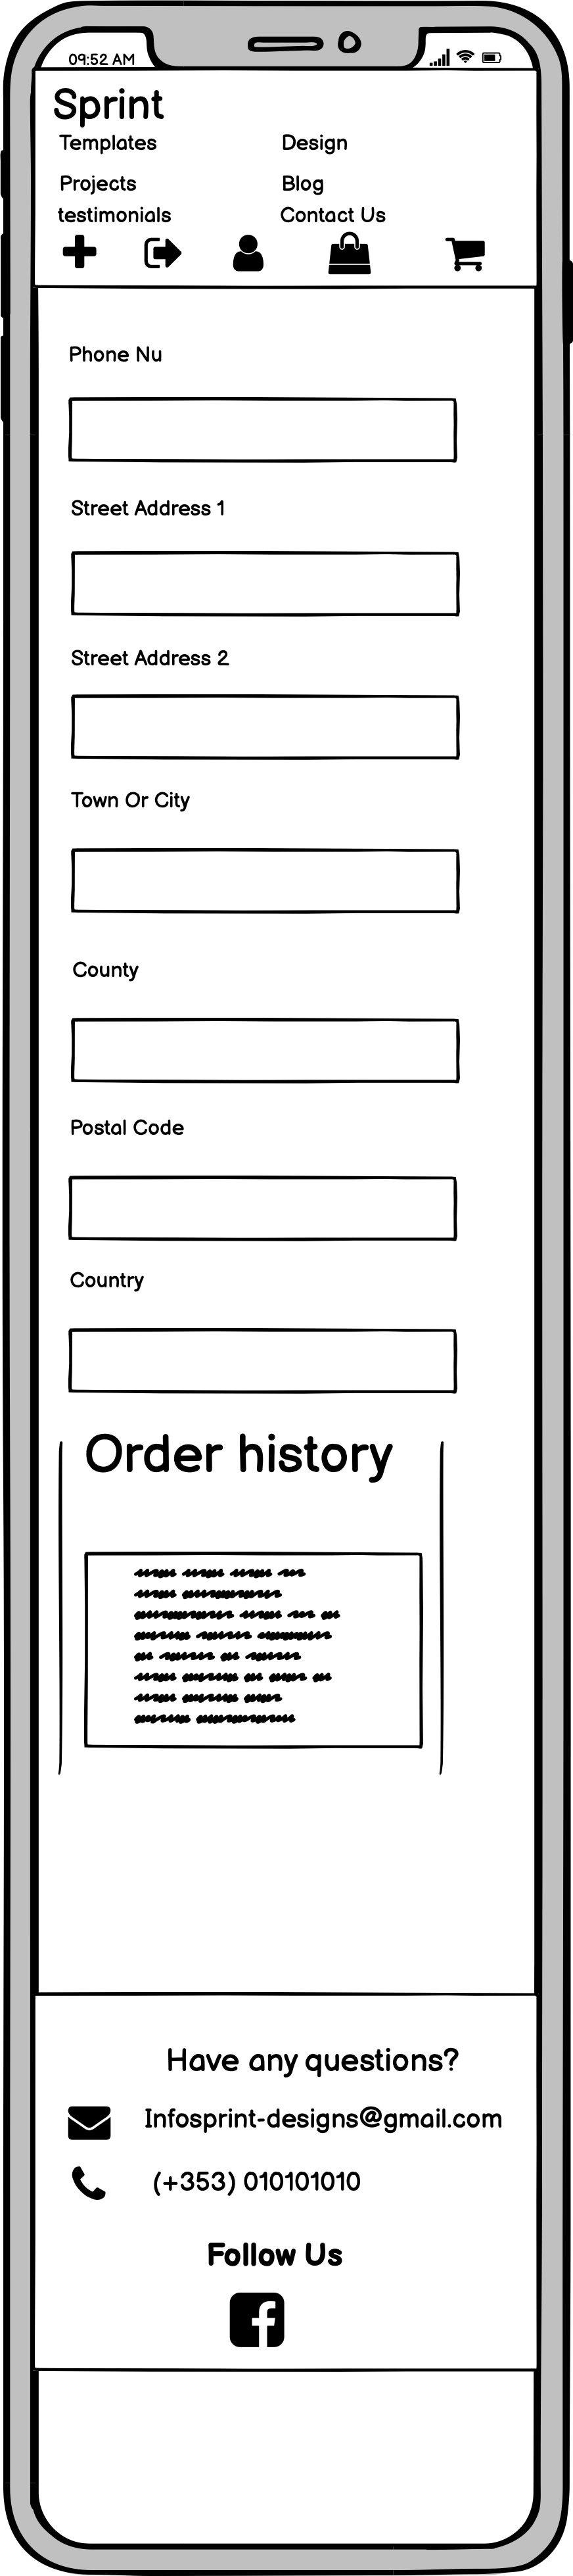 09:52 AM
Sprint
Templates Design
Projects Blog
testimonials Contact Us
Phone Nu
Street Address 1
Street Address 2
Town Or City
County
Postal Code
Country
Order history
Have any questions?
Infosprint-designs@gmail.com
(+353) 010101010
Follow Us